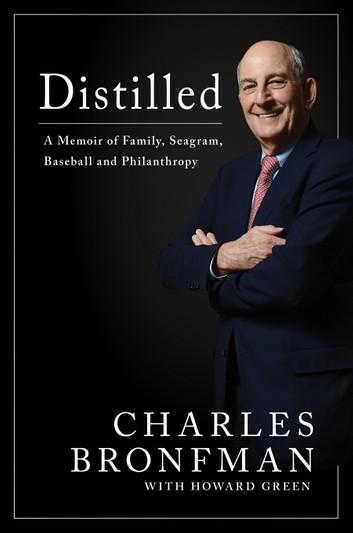 Distilled
A Memoir of Family, Seagram,
Baseball and Philanthropy
CHARLES
BRONFMAN
WITH HOWARD GREEN